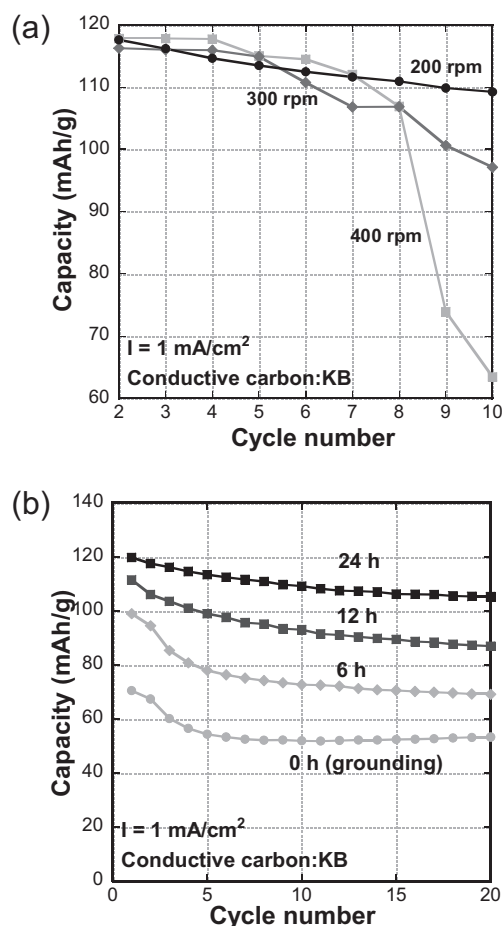 (a)
120
110
100
90
80
70
60
Capacity (mAh/g)
200 rpm
300 rpm
400 rpm
I = 1 mA/cm²
Conductive carbon:KB
2 3 4 5 6 7 8 9 10
Cycle number
(b)
140
120
100
80
60
40
20
0
Capacity (mAh/g)
24 h
12 h
6 h
0 h (grounding)
I = 1 mA/cm²
Conductive carbon:KB
0 5 10 15 20
Cycle number